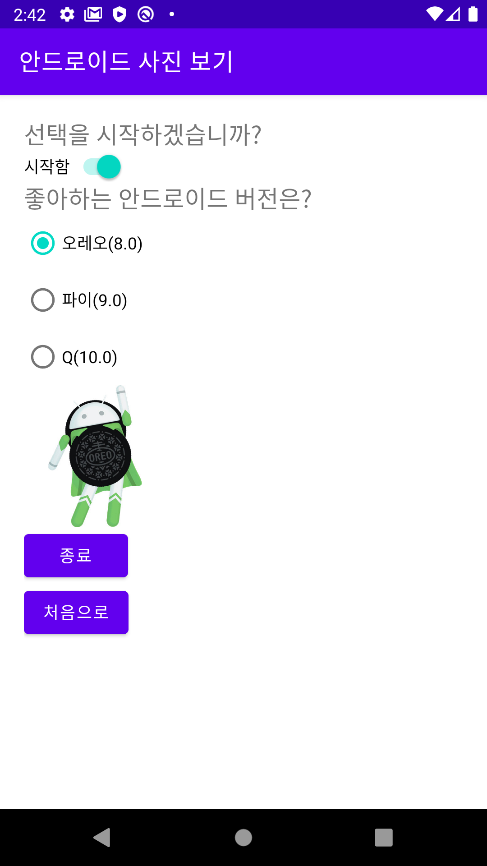 2:42
안드로이드 사진 보기
선택을 시작하겠습니까?
시작함
좋아하는 안드로이드 버전은?
오레오(8.0)
파이(9.0)
Q(10.0)
OREO
종료
처음으로